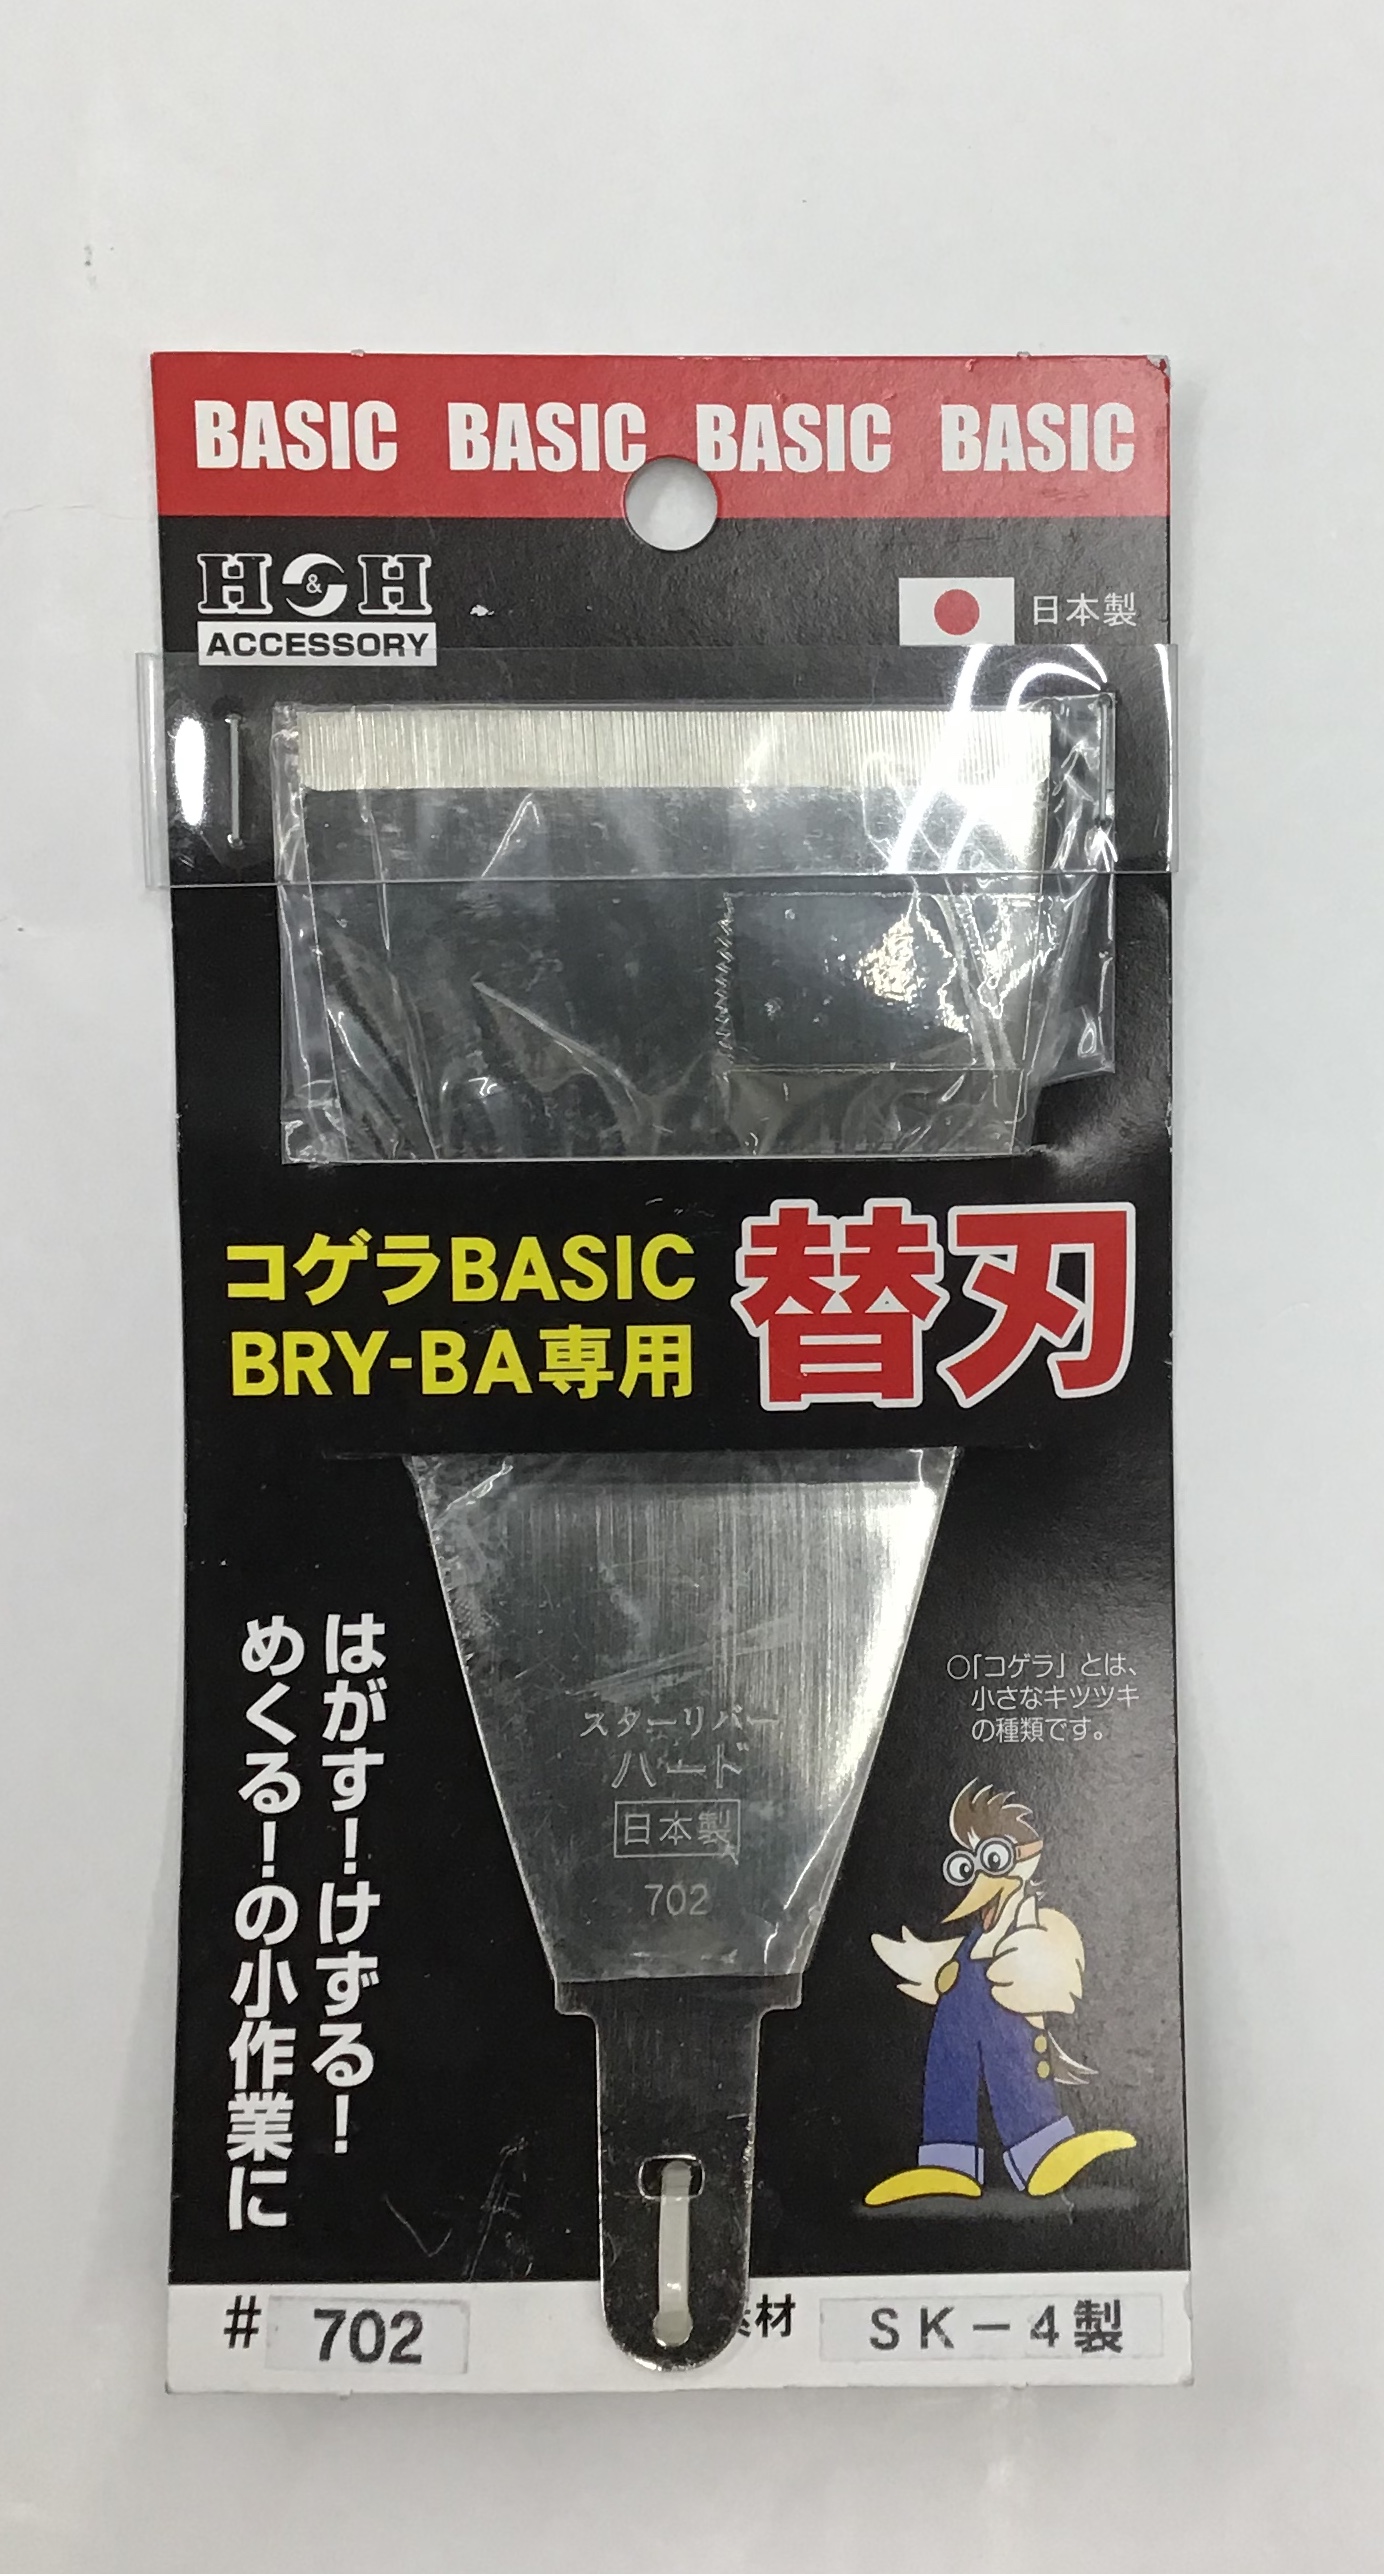 BASIC BASIC BASIC BASIC
H&H
ACCESSORY
日本製
コゲラBASIC
BRY-BA専用
替刃
はがす！けずる！
めくる！の小作業に
スターリバー
ハード
日本製
702
○「コゲラ」とは、
小さなキツツキ
の種類です。
# 702
材 SK-4製